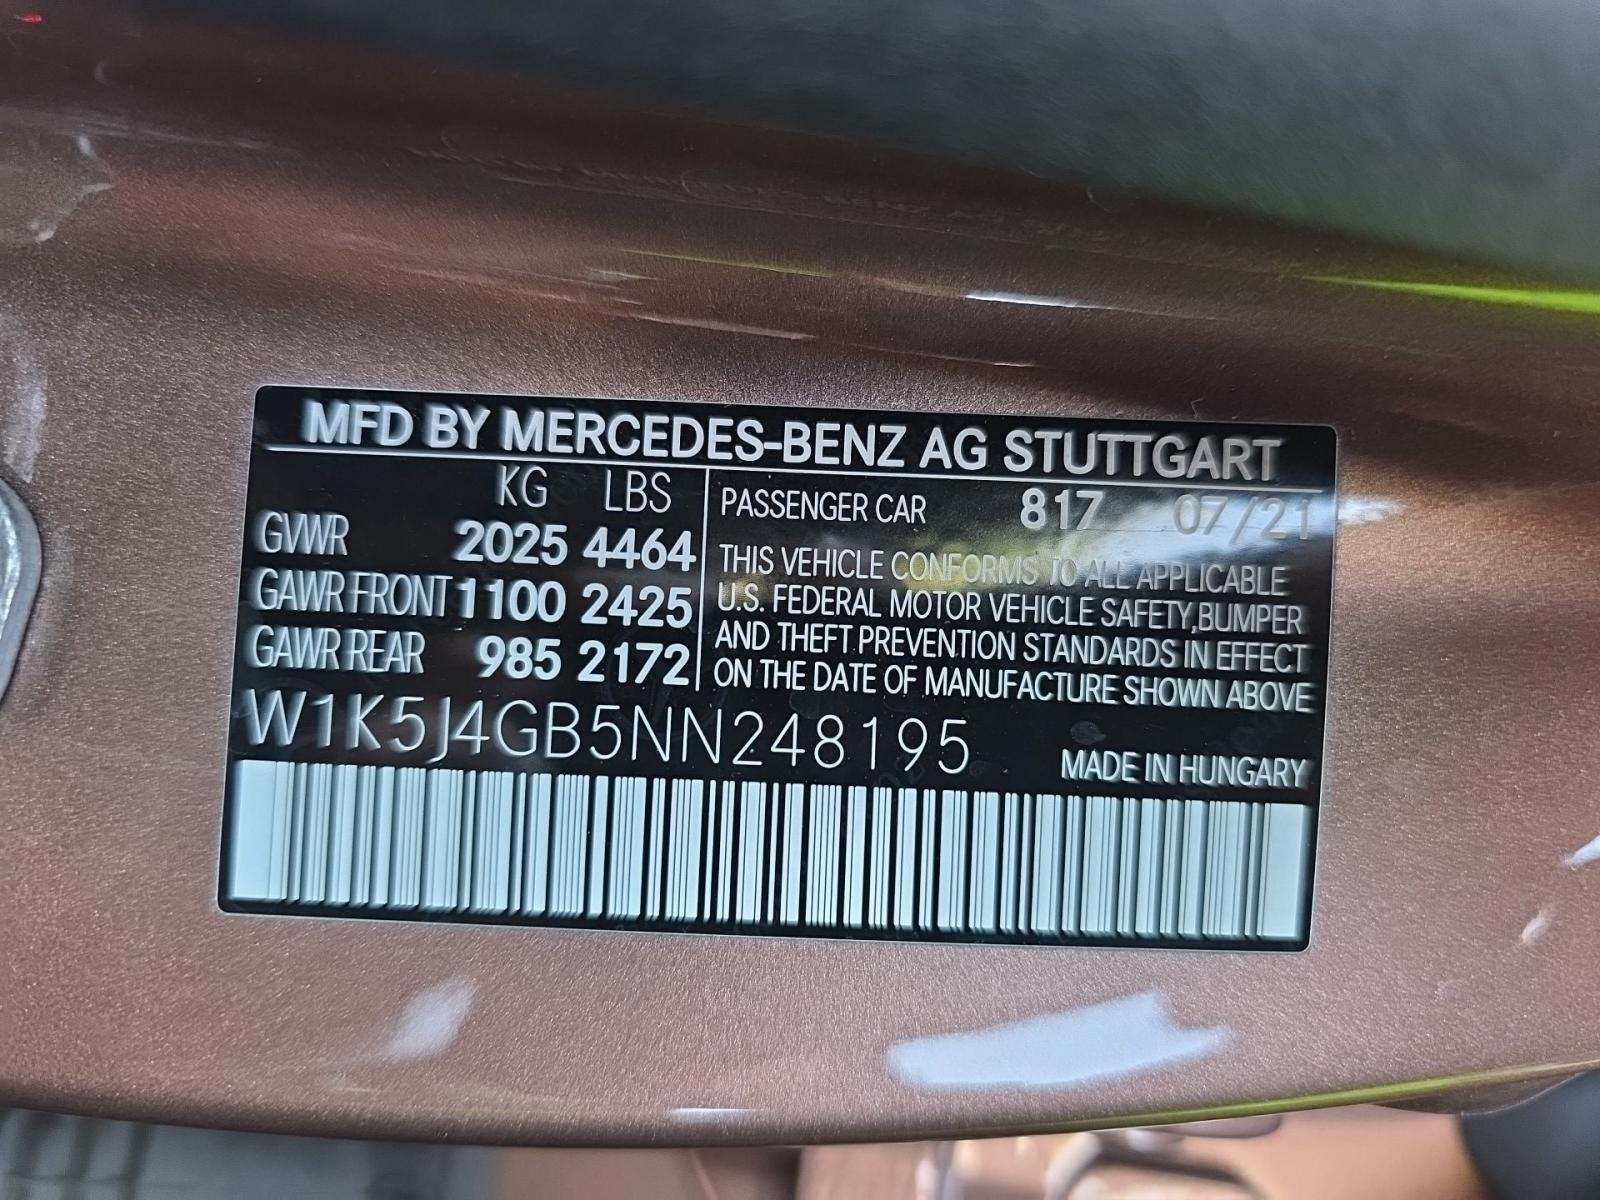 MFD BY MERCEDES-BENZ AG STUTTGART
KG LBS
GVWR 2025 4464
GAWR FRONT 1100 2425
GAWR REAR 985 2172
PASSENGER CAR 817 07/21
THIS VEHICLE CONFORMS TO ALL APPLICABLE
U.S. FEDERAL MOTOR VEHICLE SAFETY,BUMPER
AND THEFT PREVENTION STANDARDS IN EFFECT
ON THE DATE OF MANUFACTURE SHOWN ABOVE
W1K5J4GB5NN248195
MADE IN HUNGARY